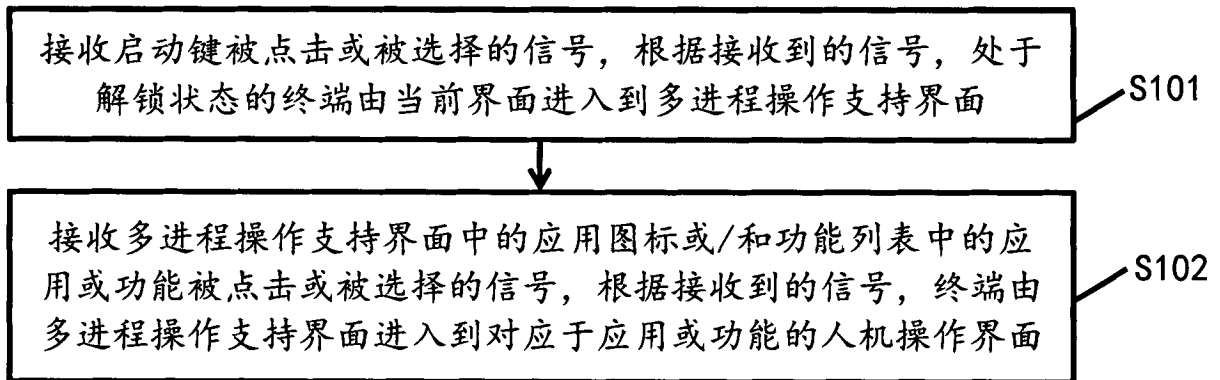 接收启动键被点击或被选择的信号，根据接收到的信号，处于
解锁状态的终端由当前界面进入到多进程操作支持界面
S101
接收多进程操作支持界面中的应用图标或/和功能列表中的应
用或功能被点击或被选择的信号，根据接收到的信号，终端由
多进程操作支持界面进入到对应于应用或功能的人机操作界面
S102